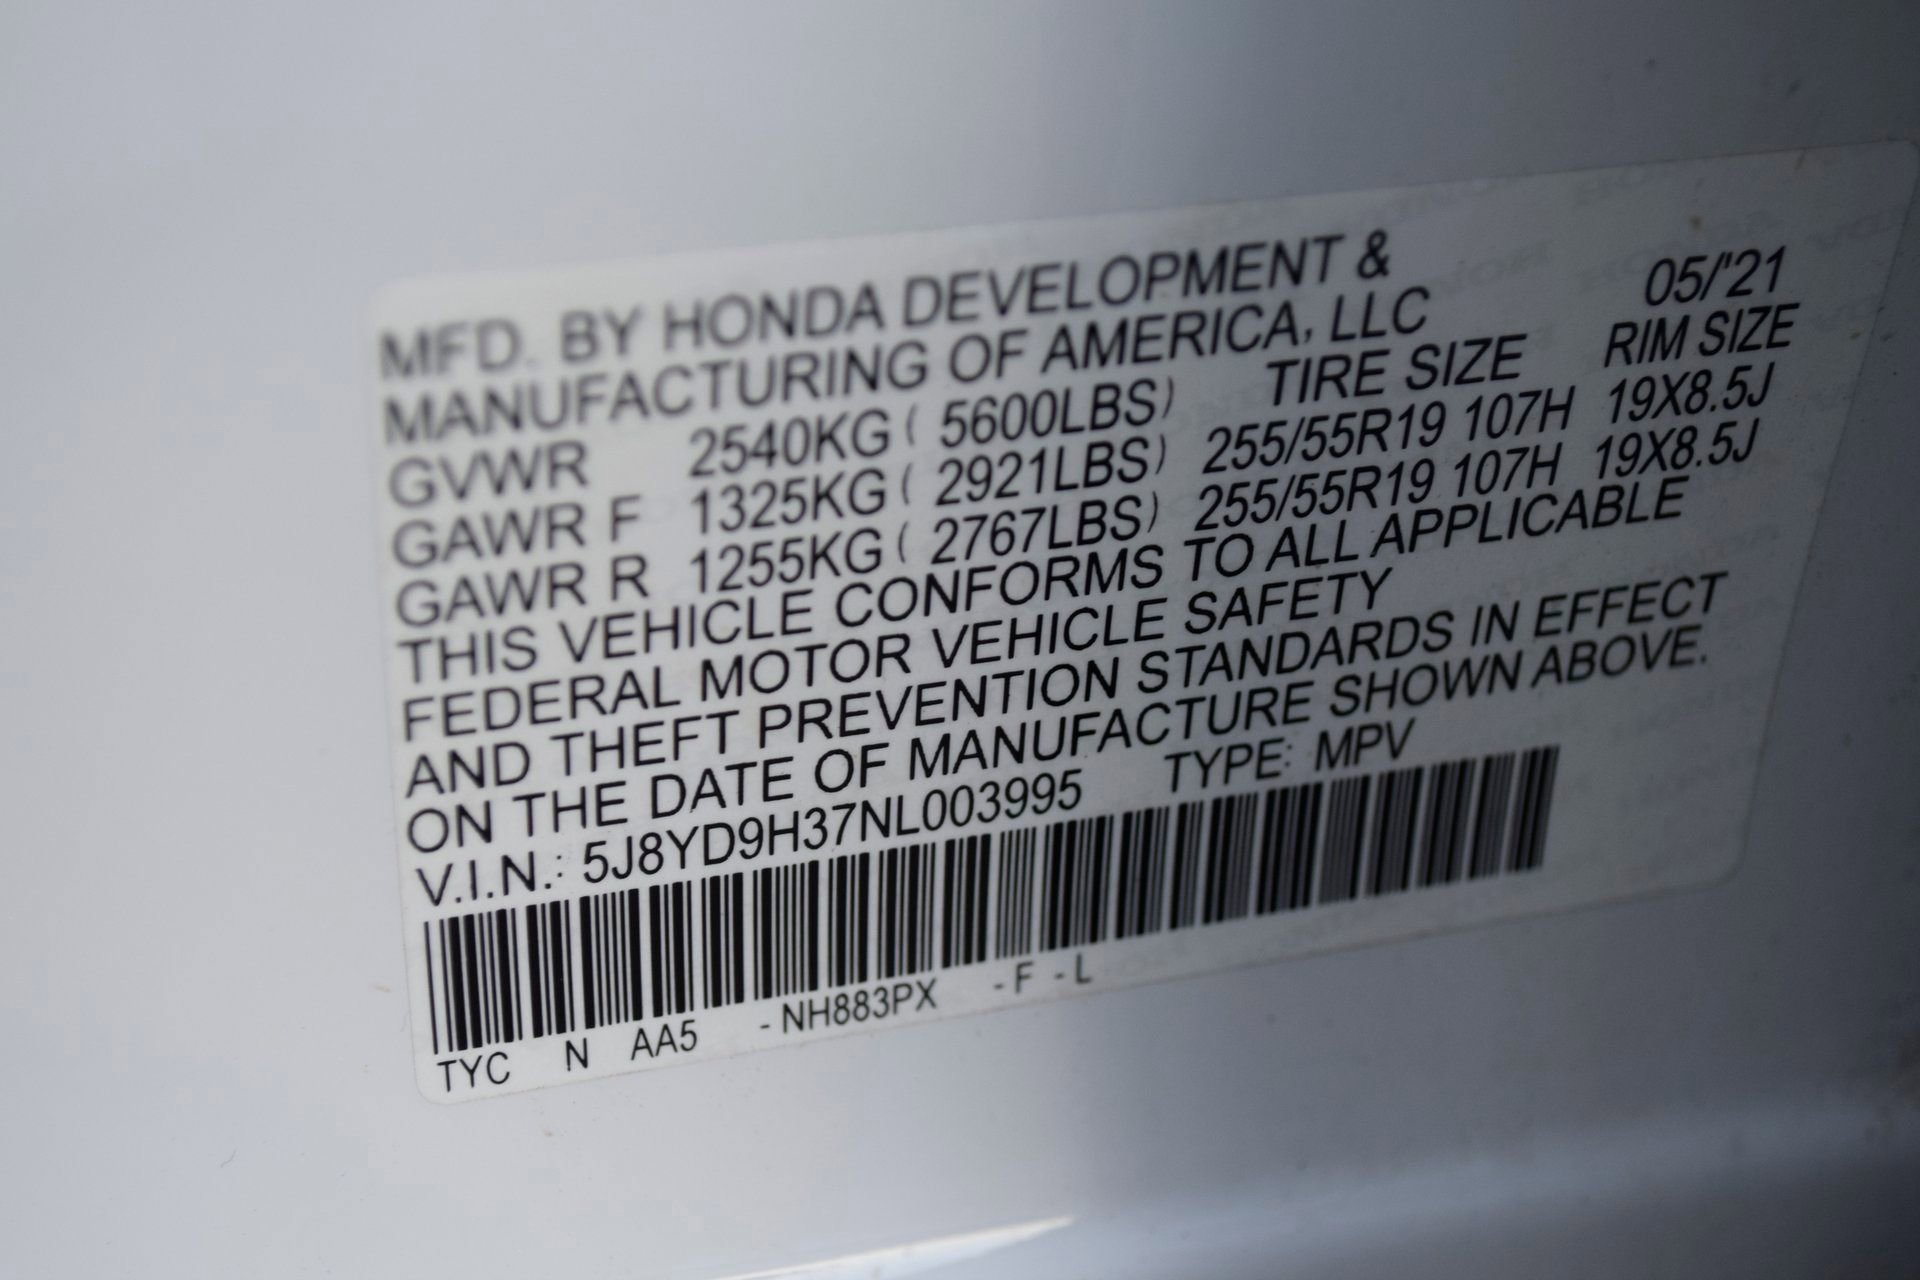 MFD. BY HONDA DEVELOPMENT &
MANUFACTURING OF AMERICA, LLC 05/'21
GVWR 2540KG ( 5600LBS) TIRE SIZE RIM SIZE
GAWR F 1325KG ( 2921LBS) 255/55R19 107H 19X8.5J
GAWR R 1255KG ( 2767LBS) 255/55R19 107H 19X8.5J
THIS VEHICLE CONFORMS TO ALL APPLICABLE
FEDERAL MOTOR VEHICLE SAFETY
AND THEFT PREVENTION STANDARDS IN EFFECT
ON THE DATE OF MANUFACTURE SHOWN ABOVE.
V.I.N.: 5J8YD9H37NL003995 TYPE: MPV
TYC N AA5 - NH883PX - F - L